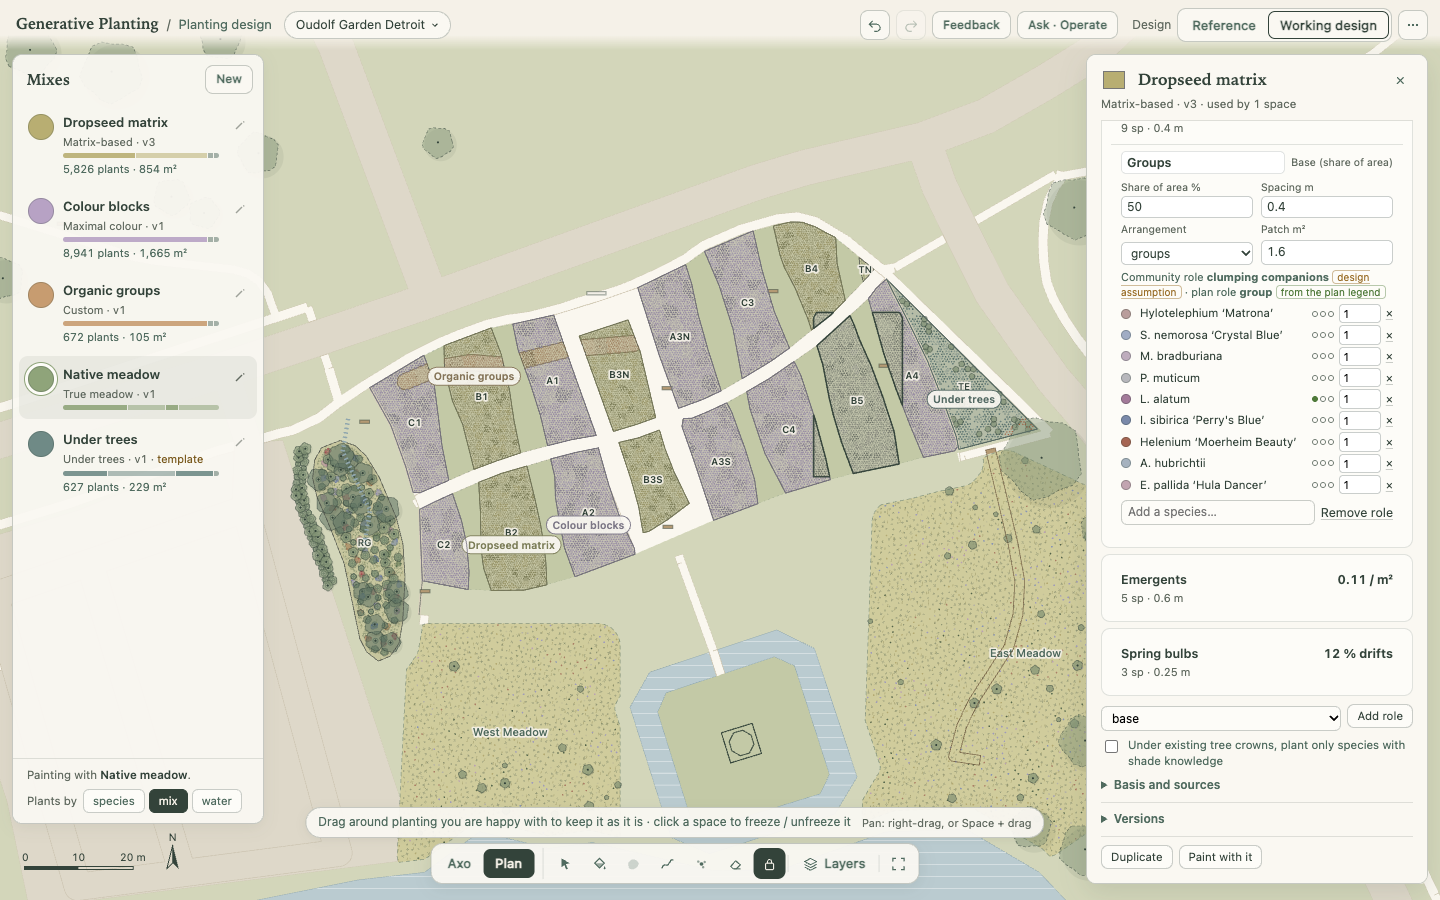 Generative Planting / Planting design
Oudolf Garden Detroit
Feedback
Ask · Operate
Design
Reference
Working design
Mixes
New
Dropseed matrix
Matrix-based · v3
5,826 plants · 854 m²
Colour blocks
Maximal colour · v1
8,941 plants · 1,665 m²
Organic groups
Custom · v1
672 plants · 105 m²
Native meadow
True meadow · v1
Under trees
Under trees · v1 · template
627 plants · 229 m²
Painting with Native meadow.
Plants by
species
mix
water
0 10 20 m
N
B4
TN
C3
A3N
B3N
A1
Organic groups
B1
C1
A4
TE
Under trees
B5
C4
A3S
B3S
A2
Colour blocks
B2
Dropseed matrix
C2
RG
West Meadow
East Meadow
Drag around planting you are happy with to keep it as it is · click a space to freeze / unfreeze it
Pan: right-drag, or Space + drag
Axo
Plan
Layers
Dropseed matrix
×
Matrix-based · v3 · used by 1 space
9 sp · 0.4 m
Groups
Base (share of area)
Share of area %
Spacing m
50
0.4
Arrangement
Patch m²
groups
1.6
Community role clumping companions design
assumption · plan role group from the plan legend
Hylotelephium ‘Matrona’ 1 ×
S. nemorosa ‘Crystal Blue’ 1 ×
M. bradburiana 1 ×
P. muticum 1 ×
L. alatum 1 ×
I. sibirica ‘Perry's Blue’ 1 ×
Helenium ‘Moerheim Beauty’ 1 ×
A. hubrichtii 1 ×
E. pallida ‘Hula Dancer’ 1 ×
Add a species...
Remove role
Emergents
0.11 / m²
5 sp · 0.6 m
Spring bulbs
12 % drifts
3 sp · 0.25 m
base
Add role
Under existing tree crowns, plant only species with
shade knowledge
Basis and sources
Versions
Duplicate
Paint with it